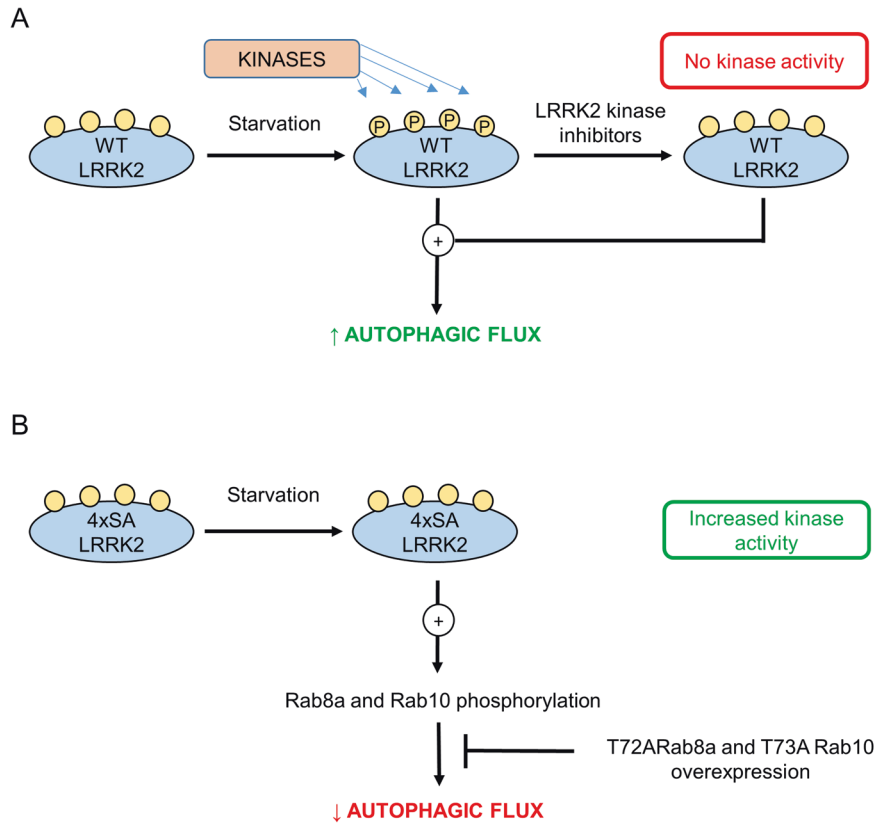 A
KINASES
No kinase activity
WT
LRRK2
Starvation
P P P P
WT
LRRK2
LRRK2 kinase
inhibitors
WT
LRRK2
+
↑ AUTOPHAGIC FLUX
B
4xSA
LRRK2
Starvation
4xSA
LRRK2
Increased kinase
activity
+
Rab8a and Rab10 phosphorylation
T72ARab8a and T73A Rab10
overexpression
↓ AUTOPHAGIC FLUX